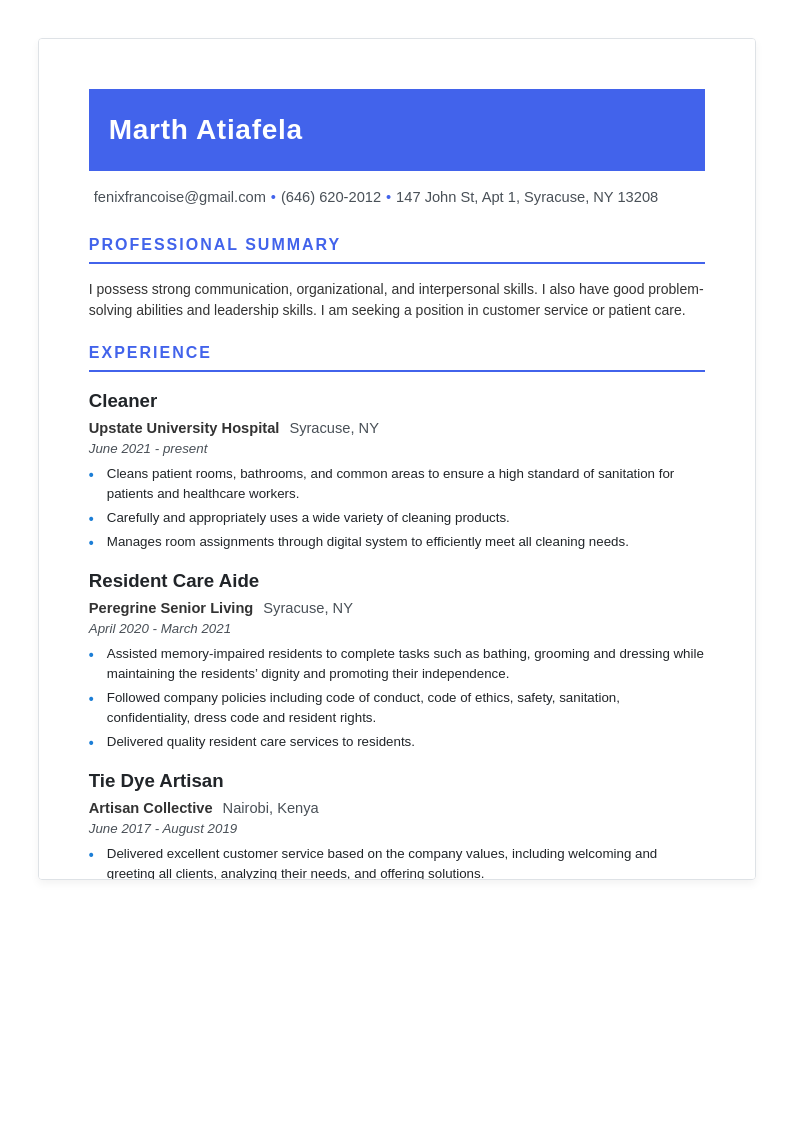 Marth Atiafela
fenixfrancoise@gmail.com • (646) 620-2012 • 147 John St, Apt 1, Syracuse, NY 13208
PROFESSIONAL SUMMARY
I possess strong communication, organizational, and interpersonal skills. I also have good problem-
solving abilities and leadership skills. I am seeking a position in customer service or patient care.
EXPERIENCE
Cleaner
Upstate University Hospital Syracuse, NY
June 2021 - present
• Cleans patient rooms, bathrooms, and common areas to ensure a high standard of sanitation for
patients and healthcare workers.
• Carefully and appropriately uses a wide variety of cleaning products.
• Manages room assignments through digital system to efficiently meet all cleaning needs.
Resident Care Aide
Peregrine Senior Living Syracuse, NY
April 2020 - March 2021
• Assisted memory-impaired residents to complete tasks such as bathing, grooming and dressing while
maintaining the residents' dignity and promoting their independence.
• Followed company policies including code of conduct, code of ethics, safety, sanitation,
confidentiality, dress code and resident rights.
• Delivered quality resident care services to residents.
Tie Dye Artisan
Artisan Collective Nairobi, Kenya
June 2017 - August 2019
• Delivered excellent customer service based on the company values, including welcoming and
greeting all clients, analyzing their needs, and offering solutions.